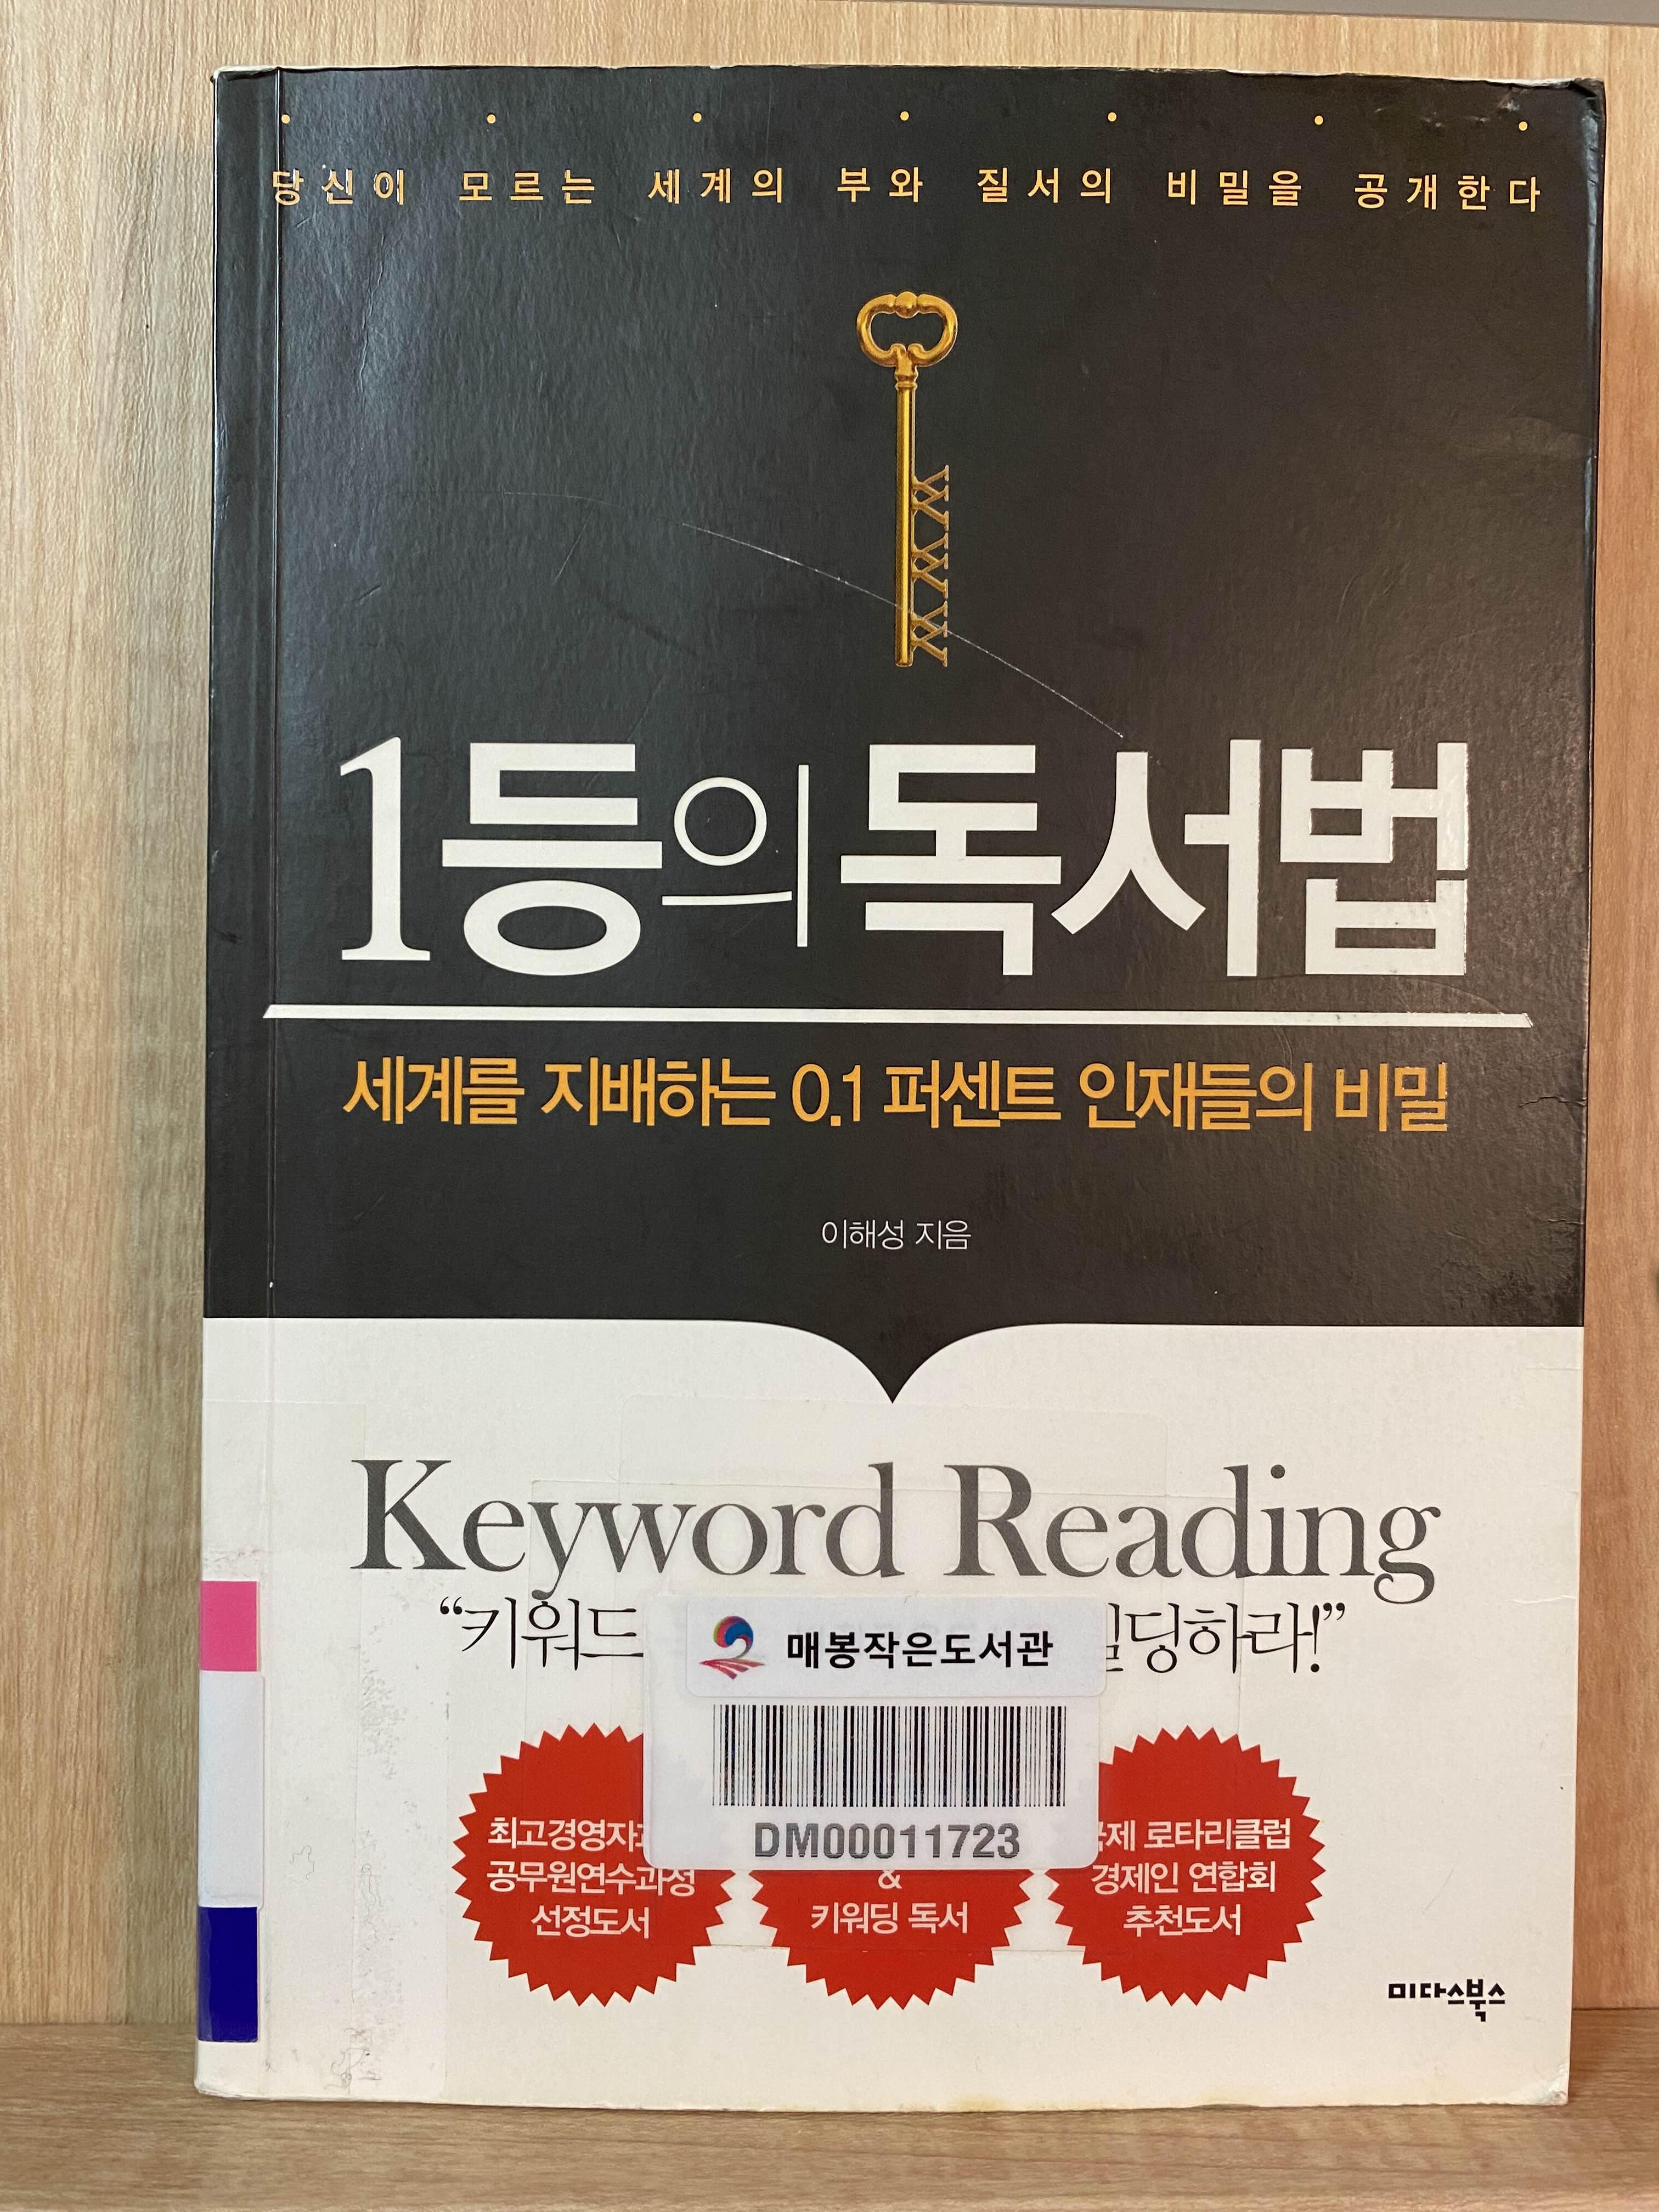 당신이 모르는 세계의 부와 질서의 비밀을 공개한다
WWW
1등의 독서법
세계를 지배하는 0.1 퍼센트 인재들의 비밀
이해성 지음
Keyword Reading
“키워드
딩하라!”
매봉작은도서관
DM00011723
최고경영자
공무원연수과정
선정도서
&
키워딩 독서
로타리클럽
경제인 연합회
추천도서
미다스북스